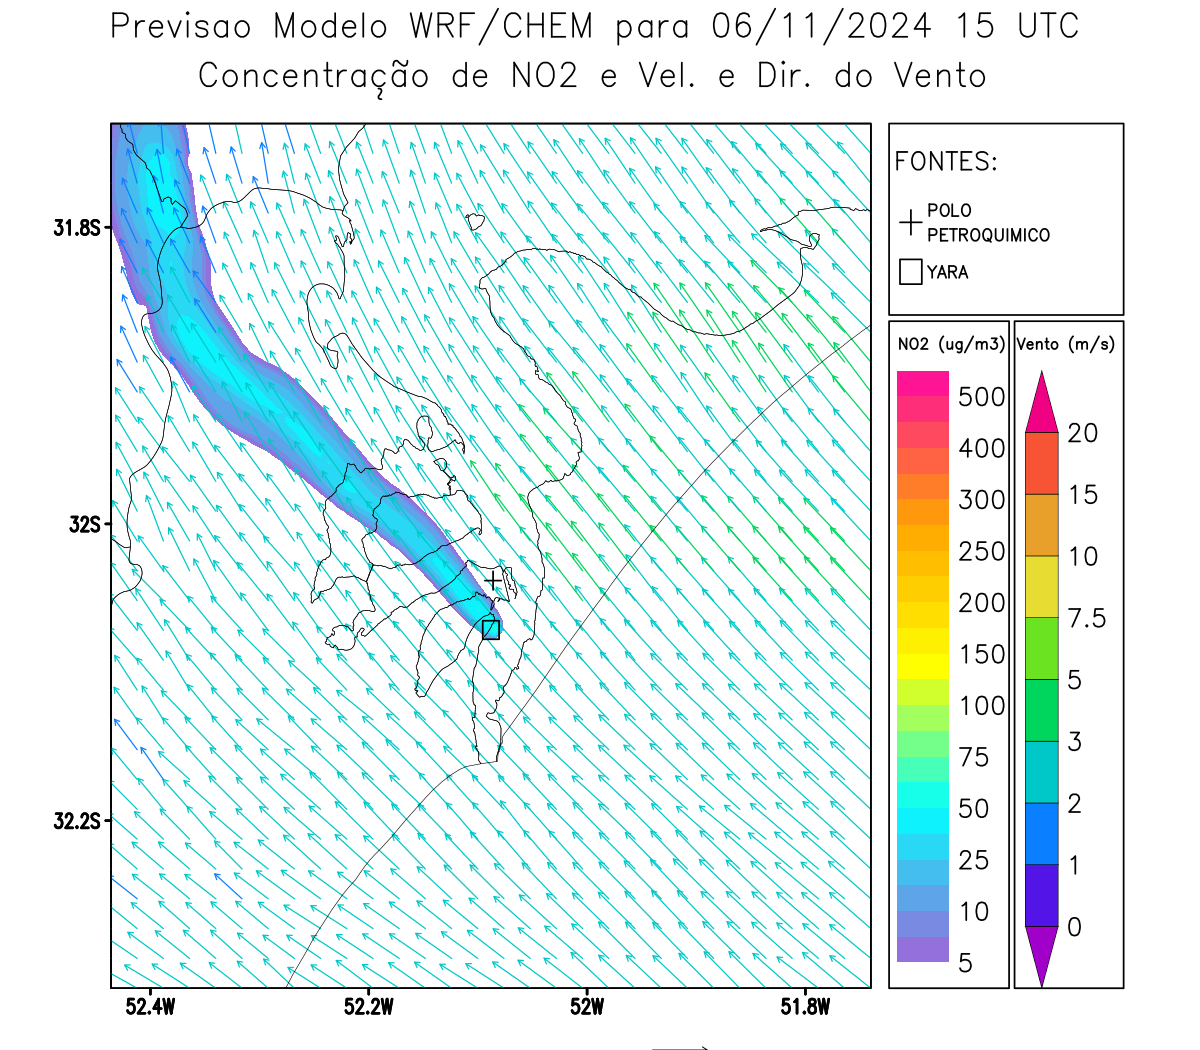 Previsao Modelo WRF/CHEM para 06/11/2024 15 UTC
Concentração de NO2 e Vel. e Dir. do Vento
FONTES:
POLO
PETROQUIMICO
YARA
31.8S
32S
32.2S
52.4W
52.2W
52W
51.8W
NO2 (ug/m3)
500
400
300
250
200
150
100
75
50
25
10
5
Vento (m/s)
20
15
10
7.5
5
3
2
1
0